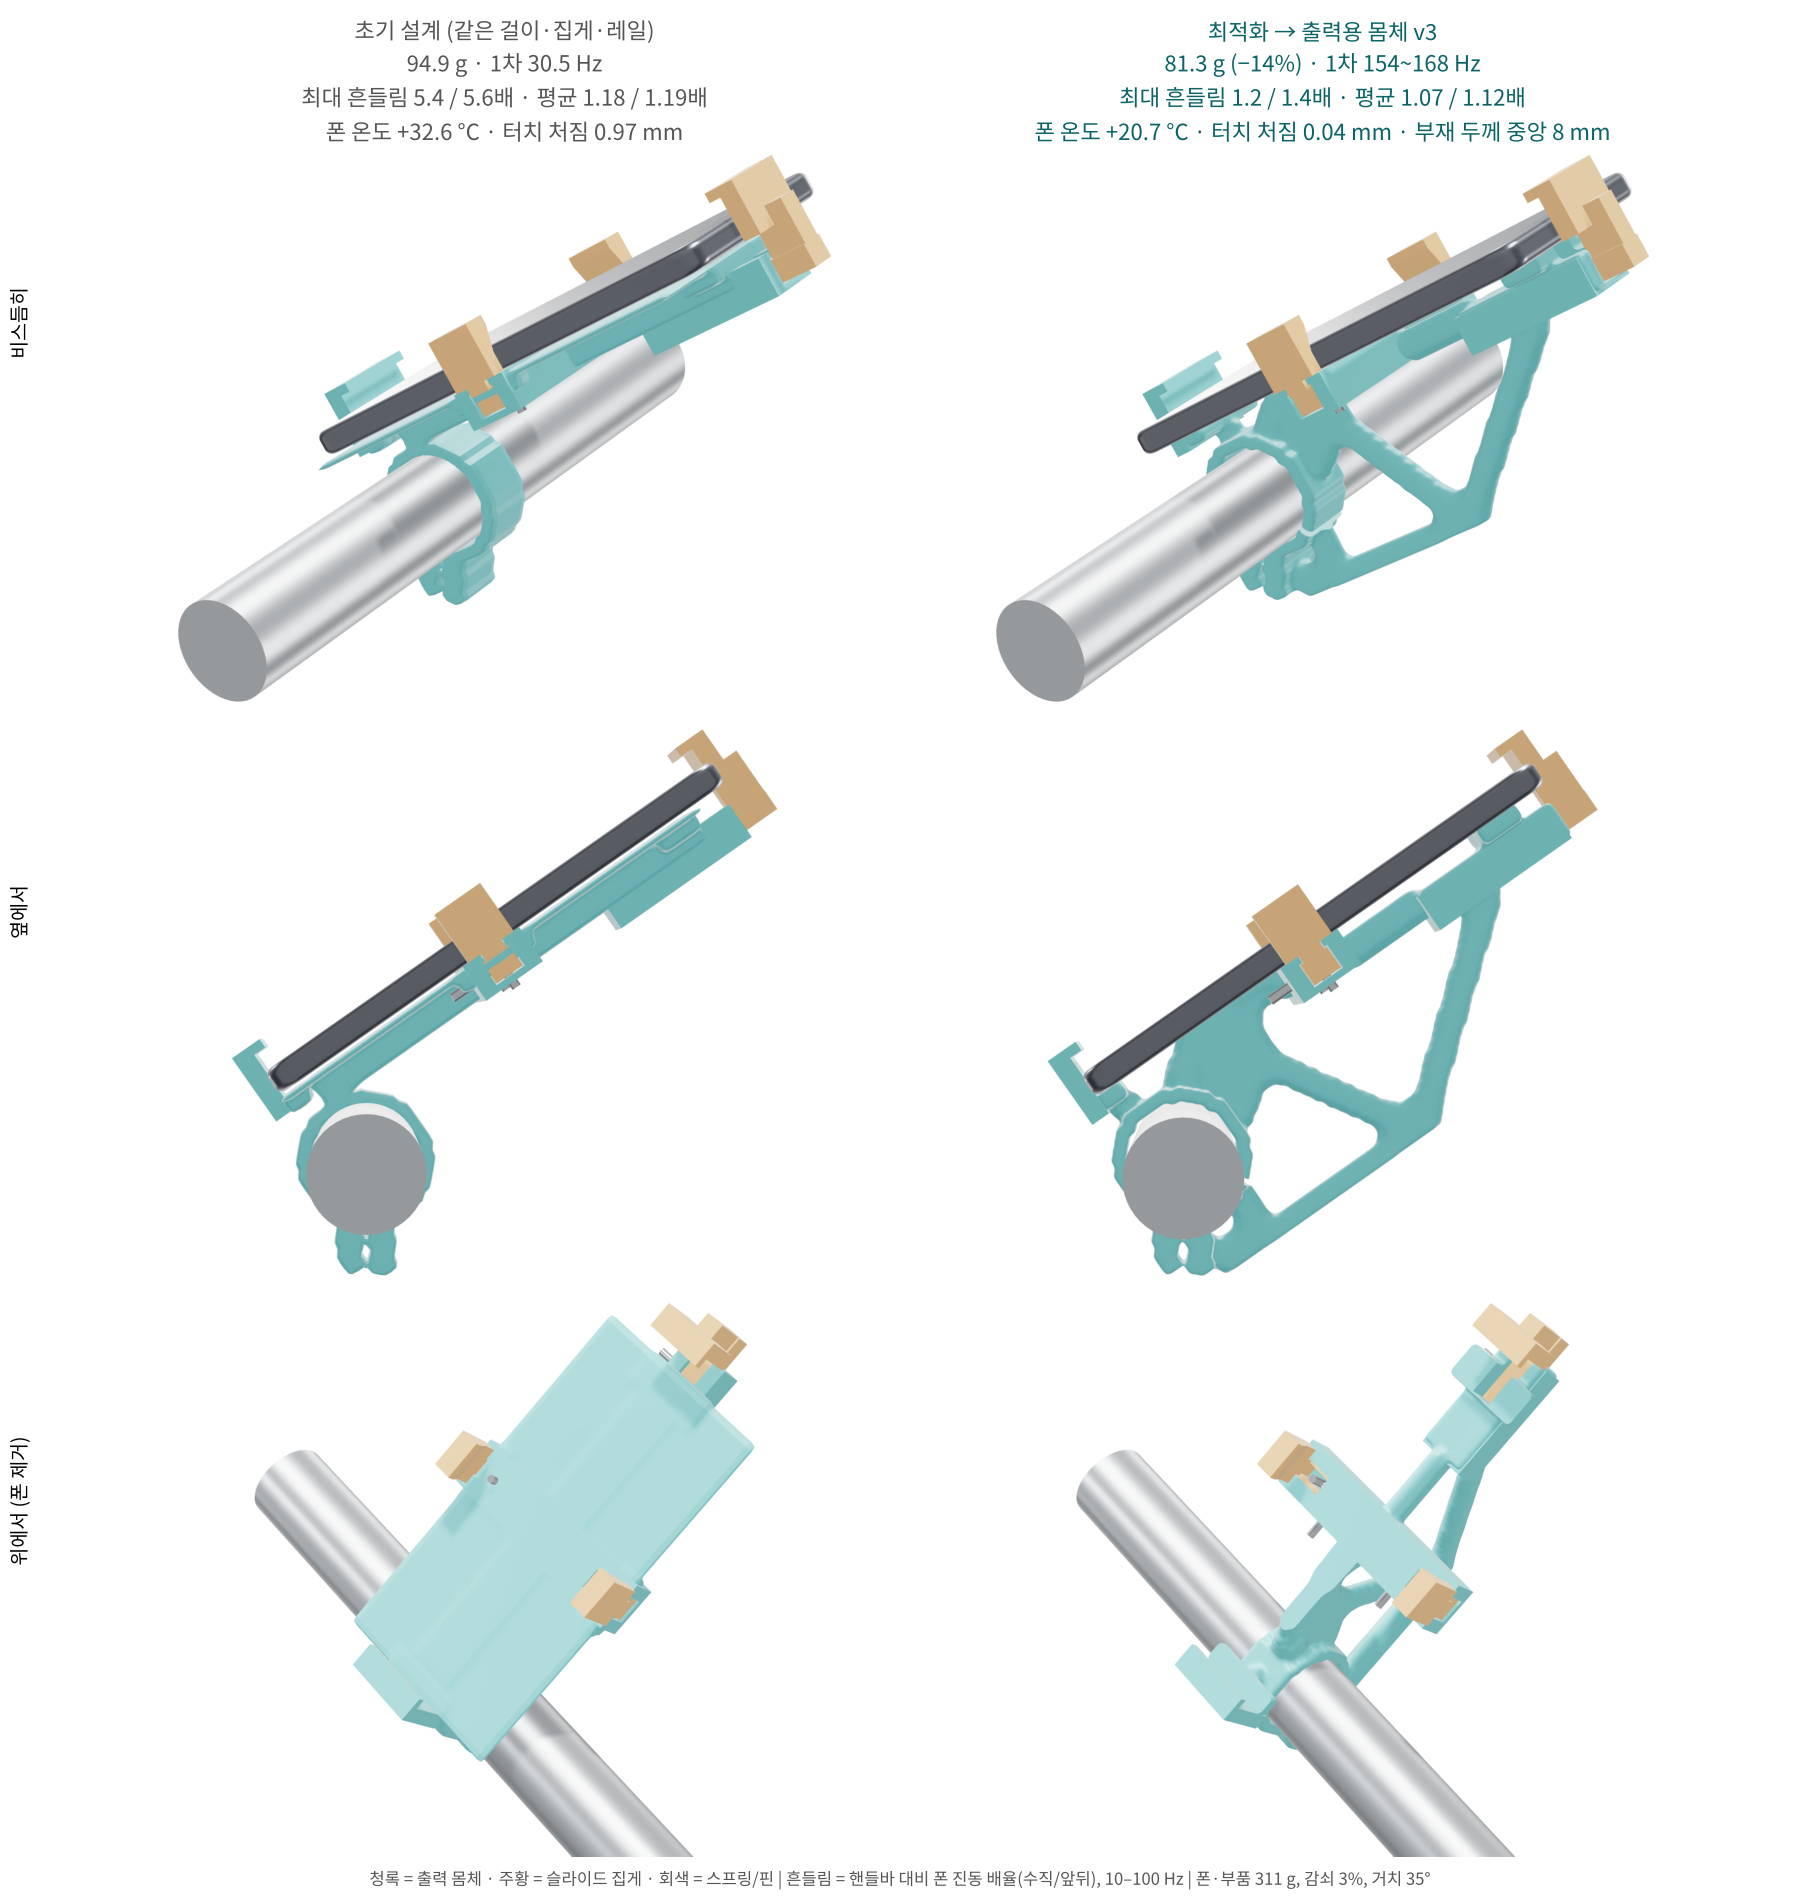 초기 설계 (같은 걸이·집게·레일)
94.9 g · 1차 30.5 Hz
최대 흔들림 5.4 / 5.6배 · 평균 1.18 / 1.19배
폰 온도 +32.6 °C · 터치 처짐 0.97 mm
최적화 → 출력용 몸체 v3
81.3 g (−14%) · 1차 154~168 Hz
최대 흔들림 1.2 / 1.4배 · 평균 1.07 / 1.12배
폰 온도 +20.7 °C · 터치 처짐 0.04 mm · 부재 두께 중앙 8 mm
비스듬히
옆에서
위에서 (폰 제거)
청록 = 출력 몸체 · 주황 = 슬라이드 집게 · 회색 = 스프링/핀 | 흔들림 = 핸들바 대비 폰 진동 배율(수직/앞뒤), 10–100 Hz | 폰·부품 311 g, 감쇠 3%, 거치 35°